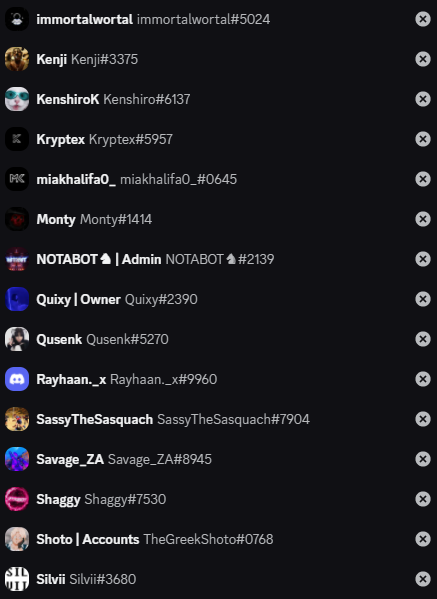 immortalwortal immortalwortal#5024
Kenji Kenji#3375
KenshiroK Kenshiro#6137
K Kryptex Kryptex#5957
MK miakhalifa0_ miakhalifa0_#0645
Monty Monty#1414
NOTABOT♞ | Admin NOTABOT♞#2139
Quixy | Owner Quixy#2390
Qusenk Qusenk#5270
Rayhaan._x Rayhaan._x#9960
SassyTheSasquach SassyTheSasquach#7904
Savage_ZA Savage_ZA#8945
Shaggy Shaggy#7530
Shoto | Accounts TheGreekShoto#0768
Silvii Silvii#3680